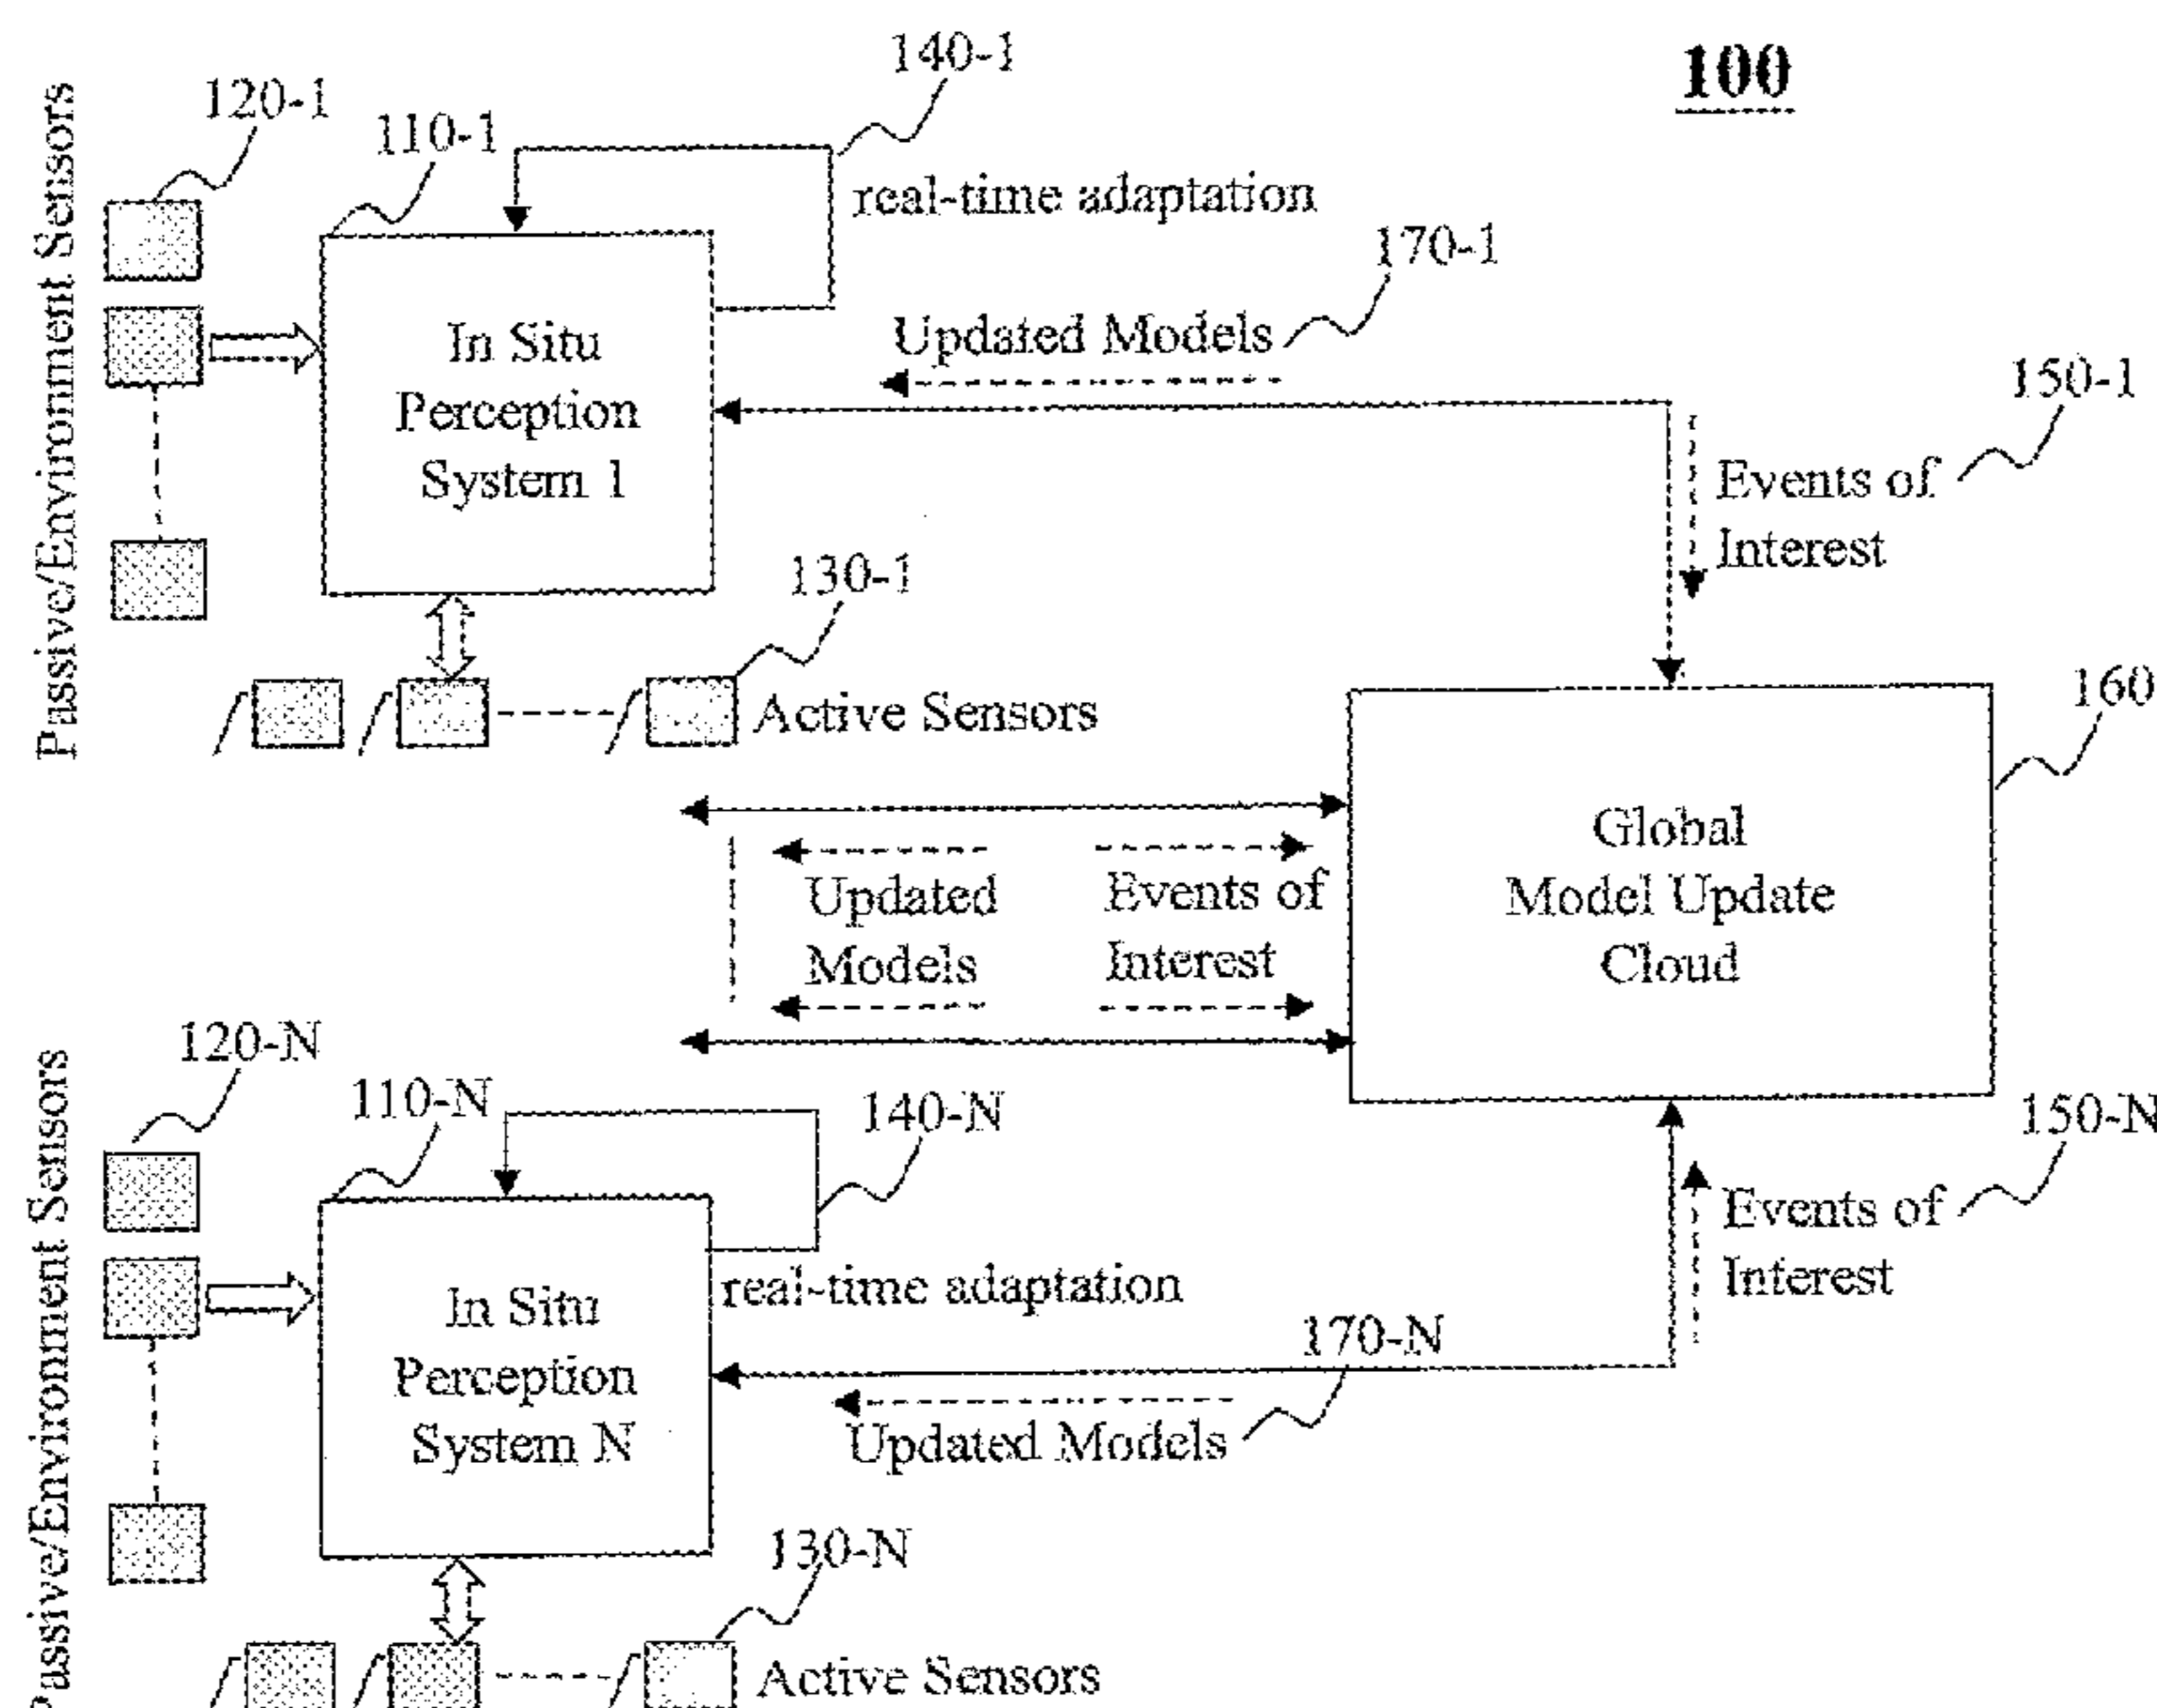 100
140-1
120-1
110-1
real-time adaptation
170-1
Passive/Environment Sensors
In Situ
Perception
System 1
Updated Models
150-1
Events of
Interest
130-1
Active Sensors
160
Global
Model Update
Cloud
Updated
Models
Events of
Interest
120-N
110-N
140-N
150-N
Passive/Environment Sensors
In Situ
Perception
System N
real-time adaptation
Events of
Interest
170-N
Updated Models
130-N
Active Sensors